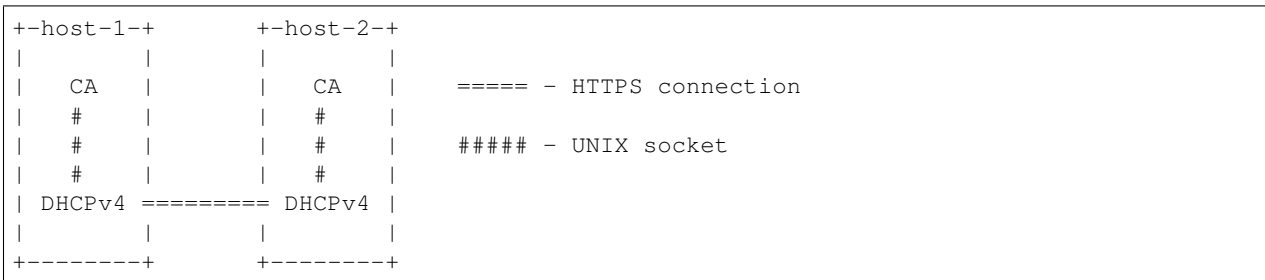 +-host-1-+       +-host-2-+
|        |       |        |
|   CA   |       |   CA   |    ===== - HTTPS connection
|   #    |       |   #    |
|   #    |       |   #    |    ##### - UNIX socket
|   #    |       |   #    |
| DHCPv4 ========= DHCPv4 |
|        |       |        |
+--------+       +--------+